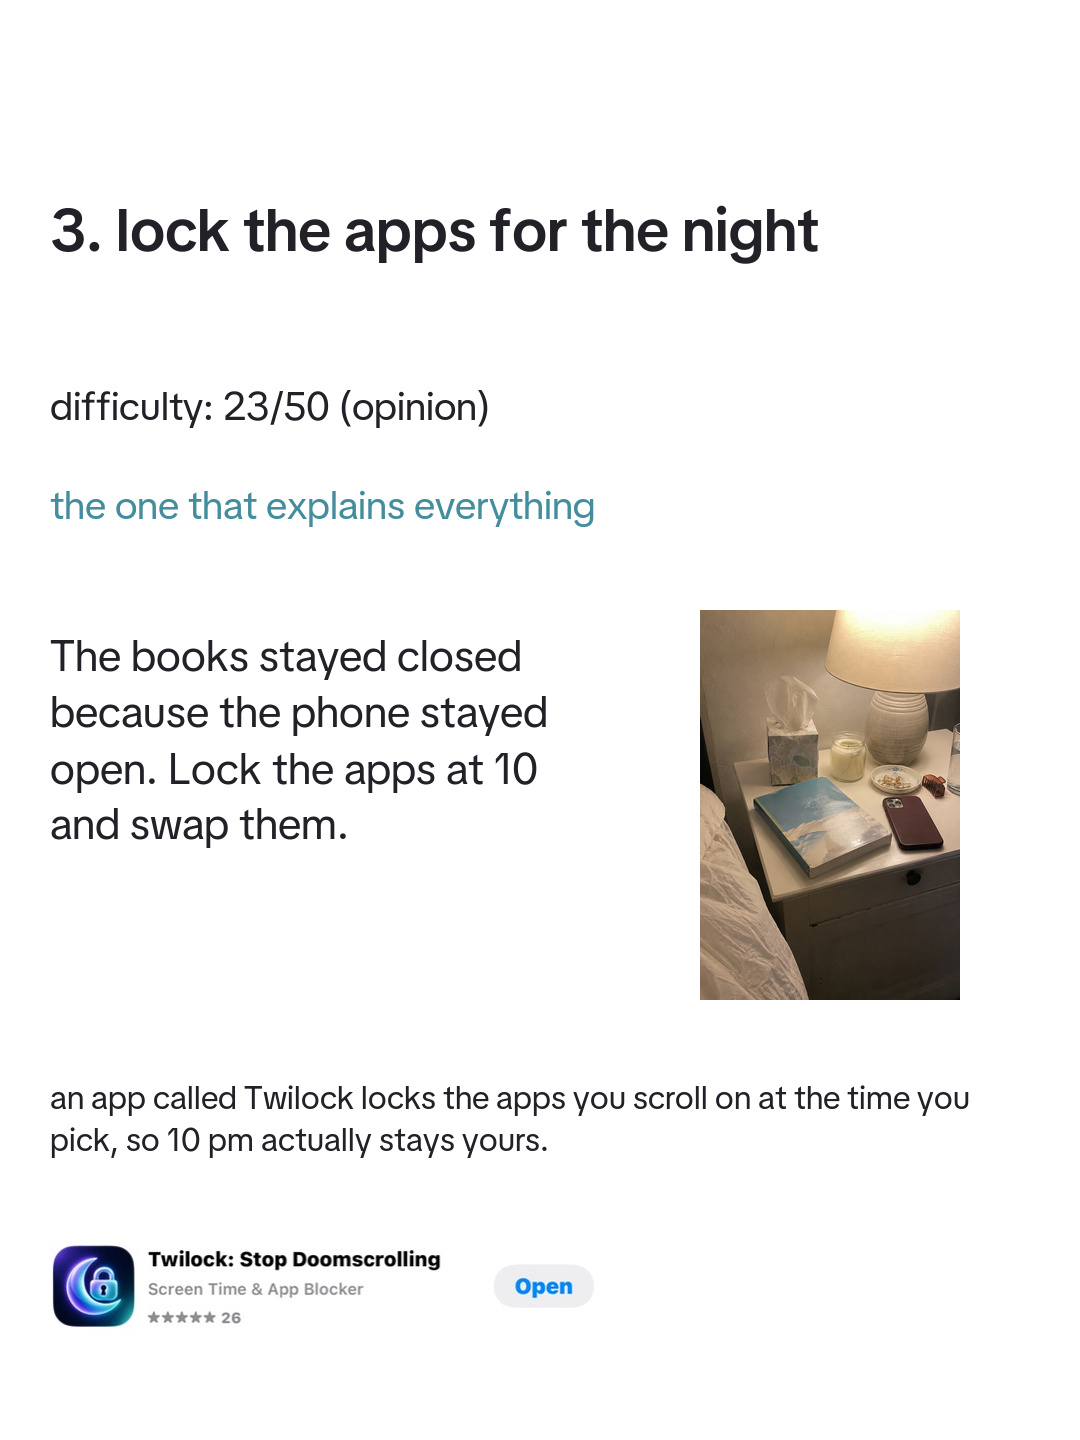 3. lock the apps for the night
difficulty: 23/50 (opinion)
the one that explains everything
The books stayed closed
because the phone stayed
open. Lock the apps at 10
and swap them.
an app called Twilock locks the apps you scroll on at the time you
pick, so 10 pm actually stays yours.
Twilock: Stop Doomscrolling
Screen Time & App Blocker
★★★★★ 26
Open